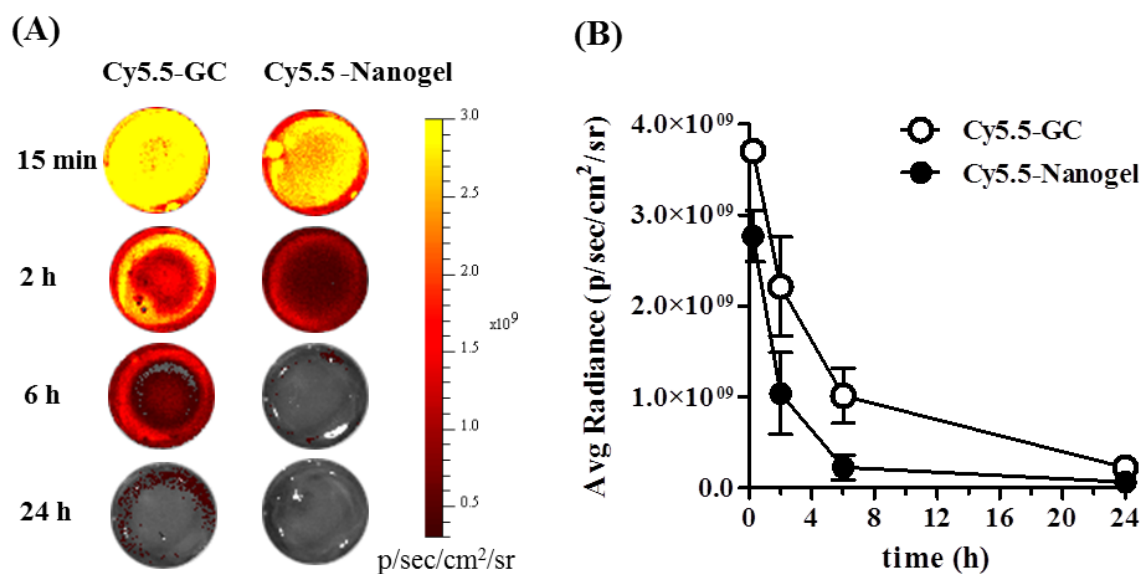 (A)
Cy5.5-GC
Cy5.5 -Nanogel
15 min
2 h
6 h
24 h
3.0
2.5
2.0
x10⁹
1.5
1.0
0.5
p/sec/cm²/sr
(B)
Avg Radiance (p/sec/cm²/sr)
4.0×10⁰⁹
3.0×10⁰⁹
2.0×10⁰⁹
1.0×10⁰⁹
0.0
Cy5.5-GC
Cy5.5-Nanogel
0 4 8 12 16 20 24
time (h)